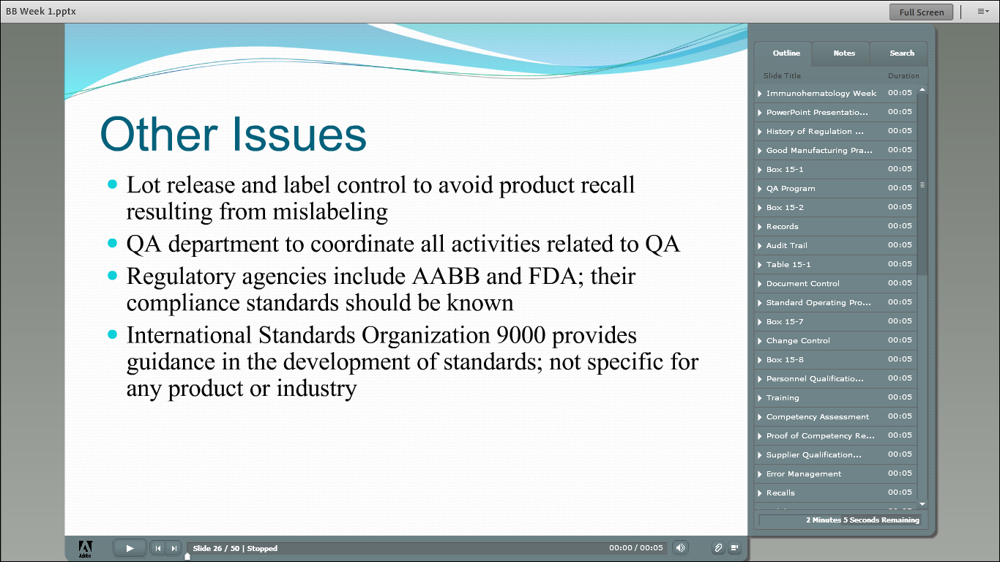 BB Week 1.pptx
Full Screen
Other Issues
Lot release and label control to avoid product recall
resulting from mislabeling
QA department to coordinate all activities related to QA
Regulatory agencies include AABB and FDA; their
compliance standards should be known
International Standards Organization 9000 provides
guidance in the development of standards; not specific for
any product or industry
Outline Notes Search
Slide Title Duration
Immunohematology Week 00:05
PowerPoint Presentatio... 00:05
History of Regulation ... 00:05
Good Manufacturing Pra... 00:05
Box 15-1 00:05
QA Program 00:05
Box 15-2 00:05
Records 00:05
Audit Trail 00:05
Table 15-1 00:05
Document Control 00:05
Standard Operating Pro... 00:05
Box 15-7 00:05
Change Control 00:05
Box 15-8 00:05
Personnel Qualificatio... 00:05
Training 00:05
Competency Assessment 00:05
Proof of Competency Re... 00:05
Supplier Qualification... 00:05
Error Management 00:05
Recalls 00:05
2 Minutes 5 Seconds Remaining
Adobe
Slide 26 / 50 | Stopped 00:00 / 00:05